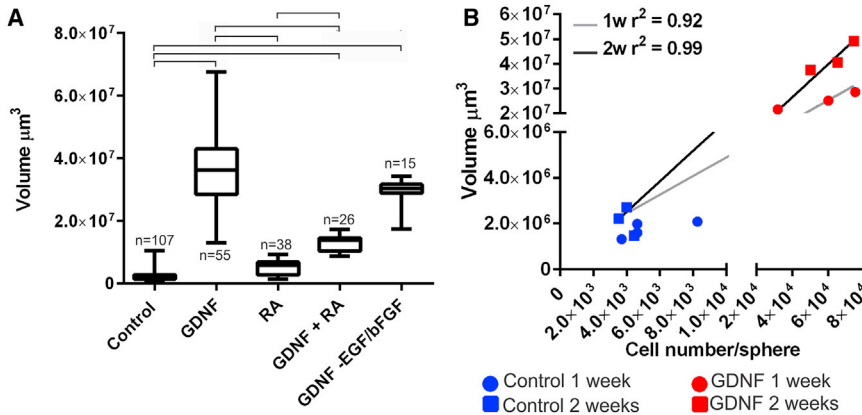 A
Volume μm³
8.0×10⁷
6.0×10⁷
4.0×10⁷
2.0×10⁷
0
n=107
n=55
n=38
n=26
n=15
Control
GDNF
RA
GDNF + RA
GDNF -EGF/bFGF
B
1w r² = 0.92
2w r² = 0.99
Volume μm³
6×10⁷
5×10⁷
4×10⁷
3×10⁷
2×10⁷
6.0×10⁶
4.0×10⁶
2.0×10⁶
0
0
2.0×10³
4.0×10³
6.0×10³
8.0×10³
1.0×10⁴
2×10⁴
4×10⁴
6×10⁴
8×10⁴
Cell number/sphere
Control 1 week
GDNF 1 week
Control 2 weeks
GDNF 2 weeks